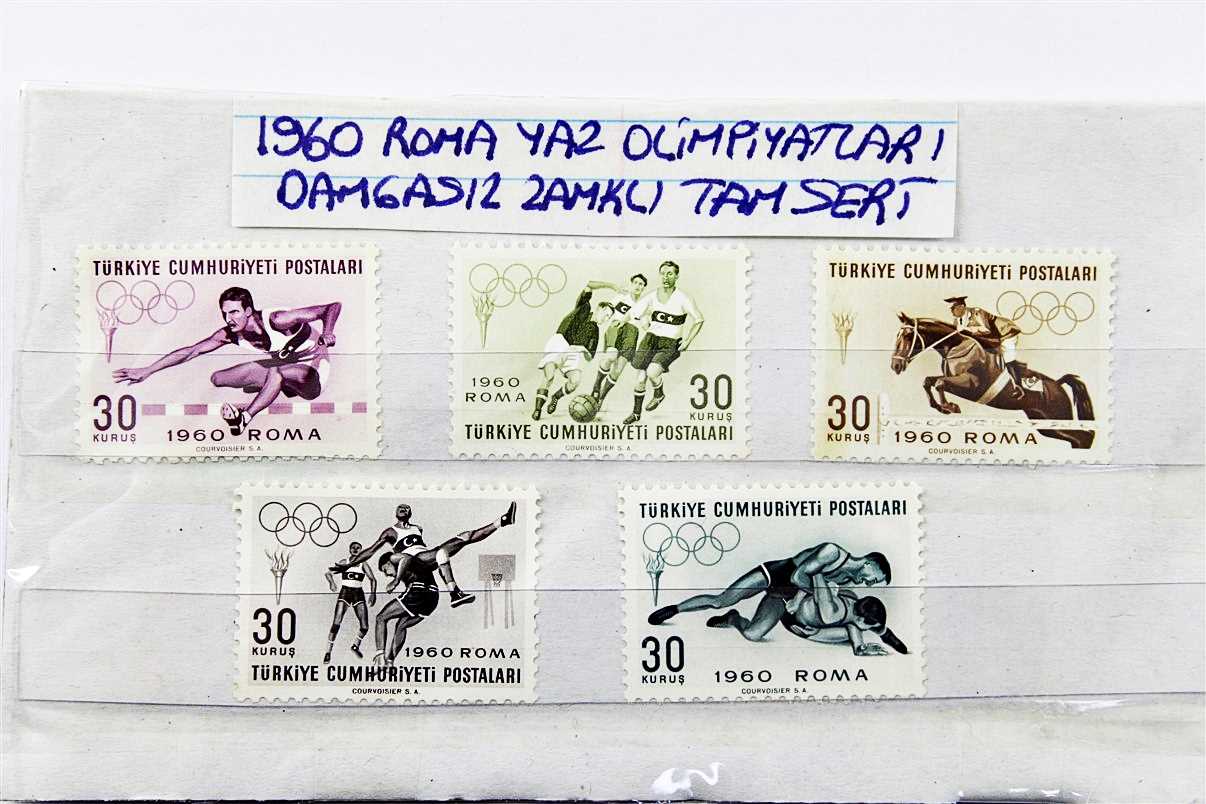 1960 ROMA YAZ OLİMPİYATLARI
DAMGASIZ ZAMKLI TAM SERİ
TÜRKİYE CUMHURİYETİ POSTALARI
30
KURUŞ
1960 ROMA
COURVOISIER S. A.
1960
ROMA
30
KURUŞ
TÜRKİYE CUMHURİYETİ POSTALARI
COURVOISIER S. A.
TÜRKİYE CUMHURİYETİ POSTALARI
30
KURUŞ
1960 ROMA
COURVOISIER S. A.
30
KURUŞ
1960 ROMA
TÜRKİYE CUMHURİYETİ POSTALARI
COURVOISIER S. A.
TÜRKİYE CUMHURİYETİ POSTALARI
30
KURUŞ
1960 ROMA
COURVOISIER S. A.